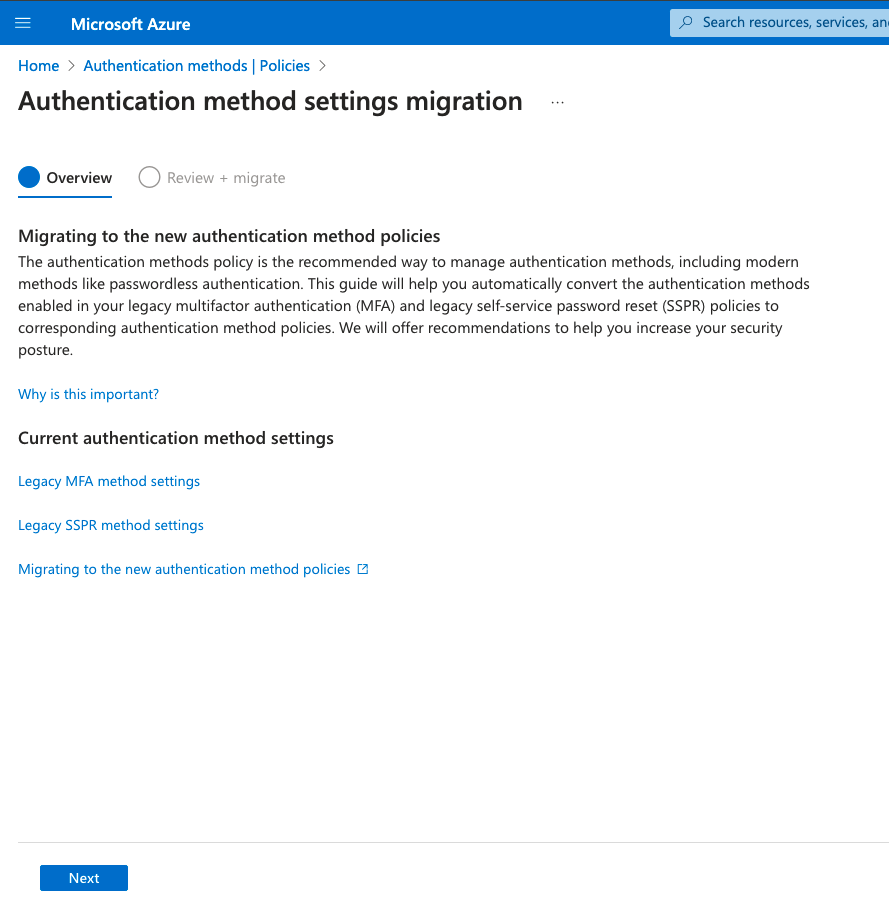 Microsoft Azure
Search resources, services, an
Home > Authentication methods | Policies >
Authentication method settings migration ...
Overview
Review + migrate
Migrating to the new authentication method policies
The authentication methods policy is the recommended way to manage authentication methods, including modern
methods like passwordless authentication. This guide will help you automatically convert the authentication methods
enabled in your legacy multifactor authentication (MFA) and legacy self-service password reset (SSPR) policies to
corresponding authentication method policies. We will offer recommendations to help you increase your security
posture.
Why is this important?
Current authentication method settings
Legacy MFA method settings
Legacy SSPR method settings
Migrating to the new authentication method policies
Next